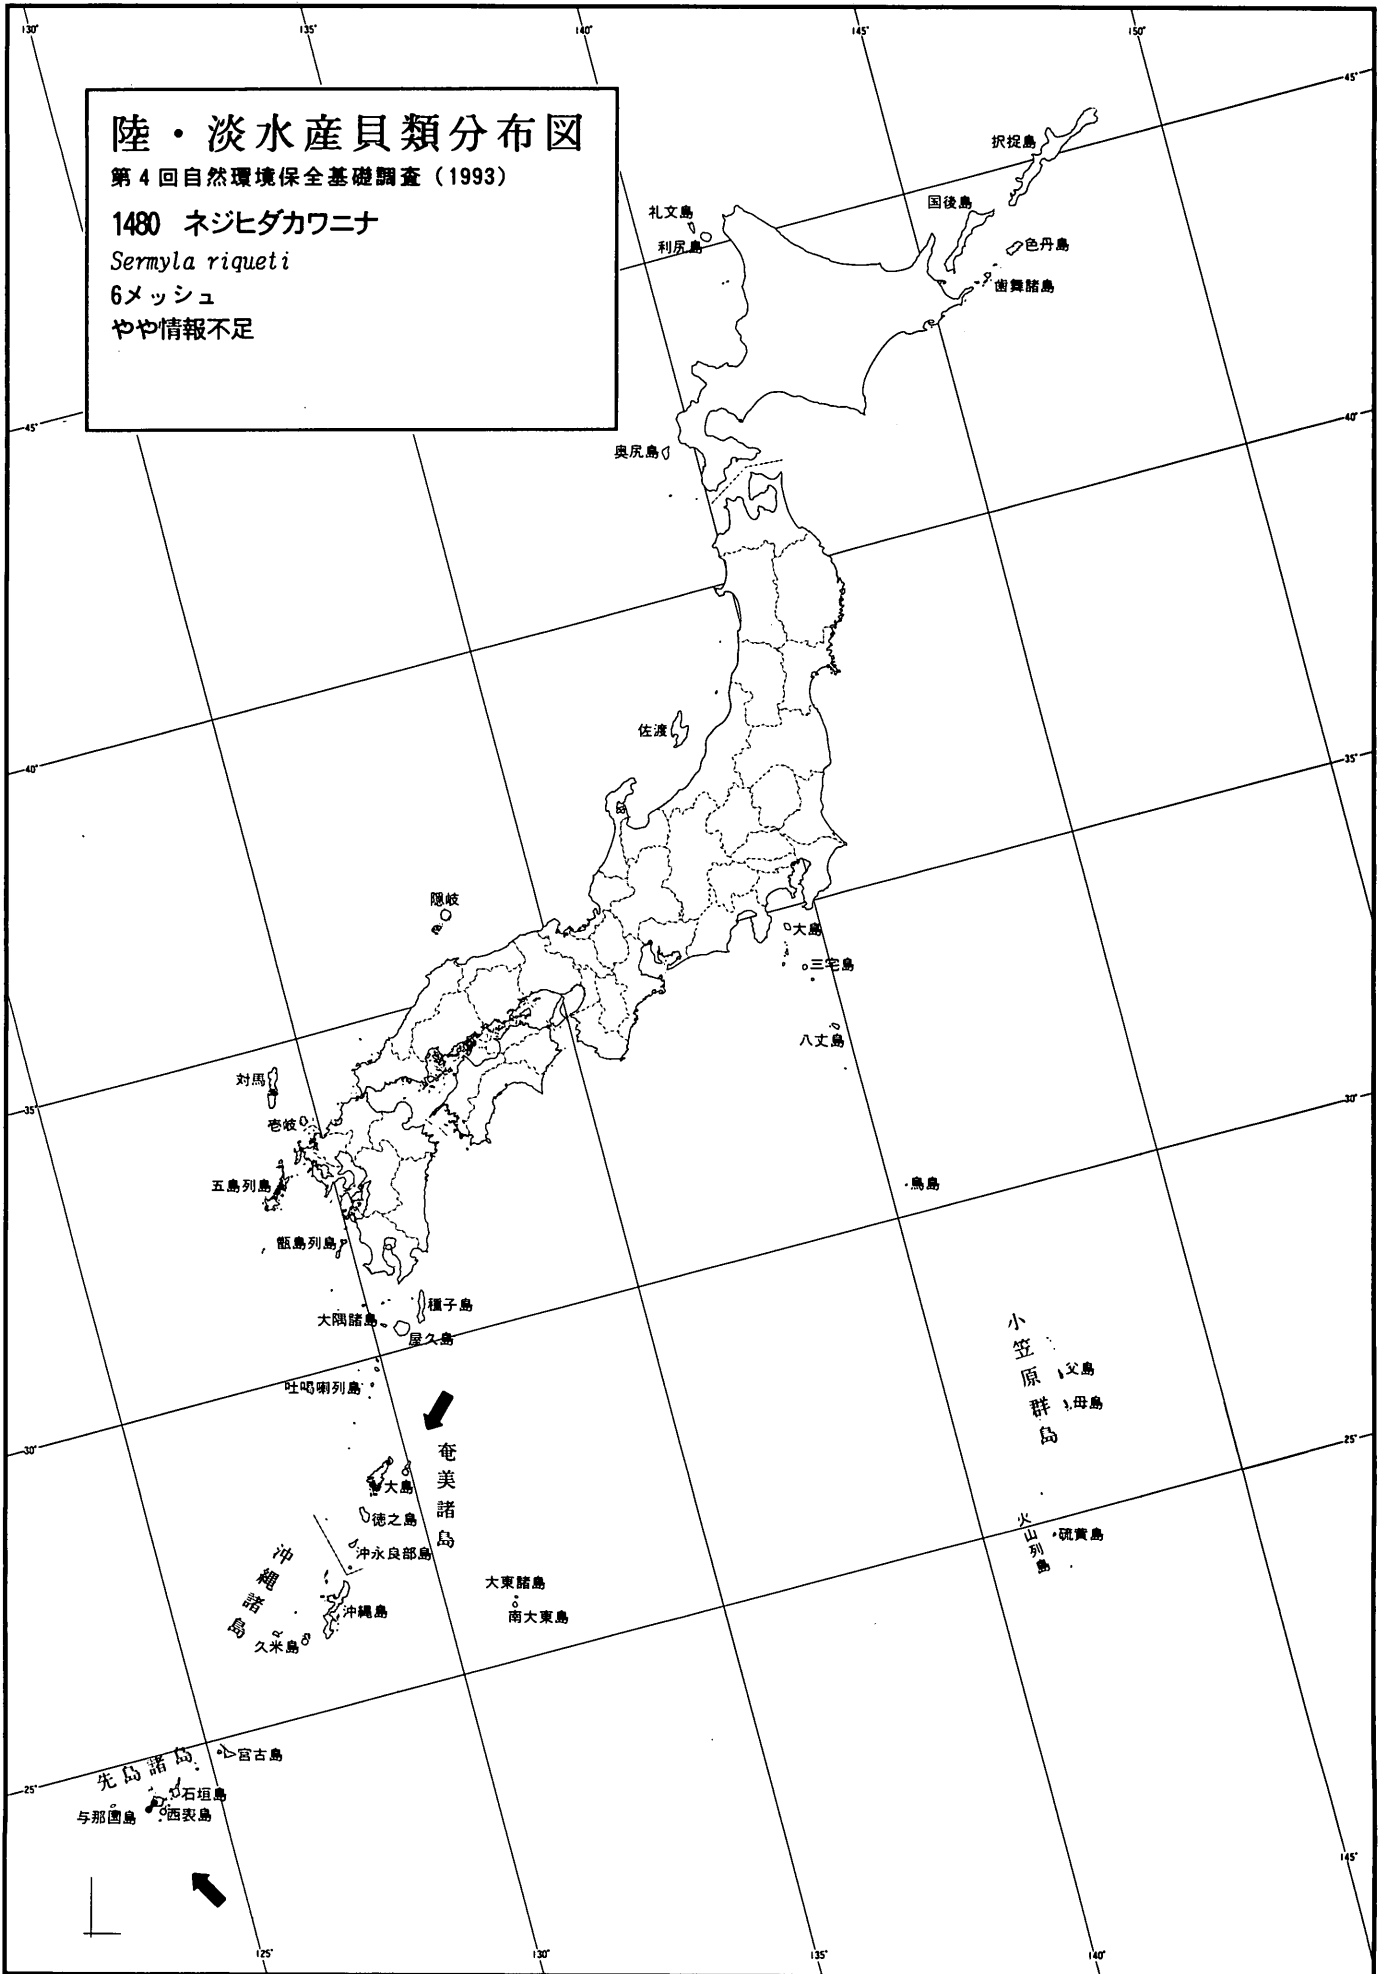 130°
135°
140°
145°
150°
陸・淡水産貝類分布図
第4回自然環境保全基礎調査（1993）
1480 ネジヒダカワニナ
Sermyla riqueti
6メッシュ
やや情報不足
45°
択捉島
国後島
色丹島
歯舞諸島
礼文島
利尻島
45°
40°
奥尻島
佐渡
40°
35°
隠岐
大島
三宅島
八丈島
対馬
壱岐
35°
30°
五島列島
鳥島
甑島列島
種子島
大隅諸島
屋久島
吐噶喇列島
小笠原群島
父島
母島
30°
25°
奄美諸島
大島
徳之島
沖永良部島
火山列島
硫黄島
沖縄諸島
沖縄島
久米島
大東諸島
南大東島
先島諸島
宮古島
石垣島
西表島
与那国島
25°
145°
125°
130°
135°
140°